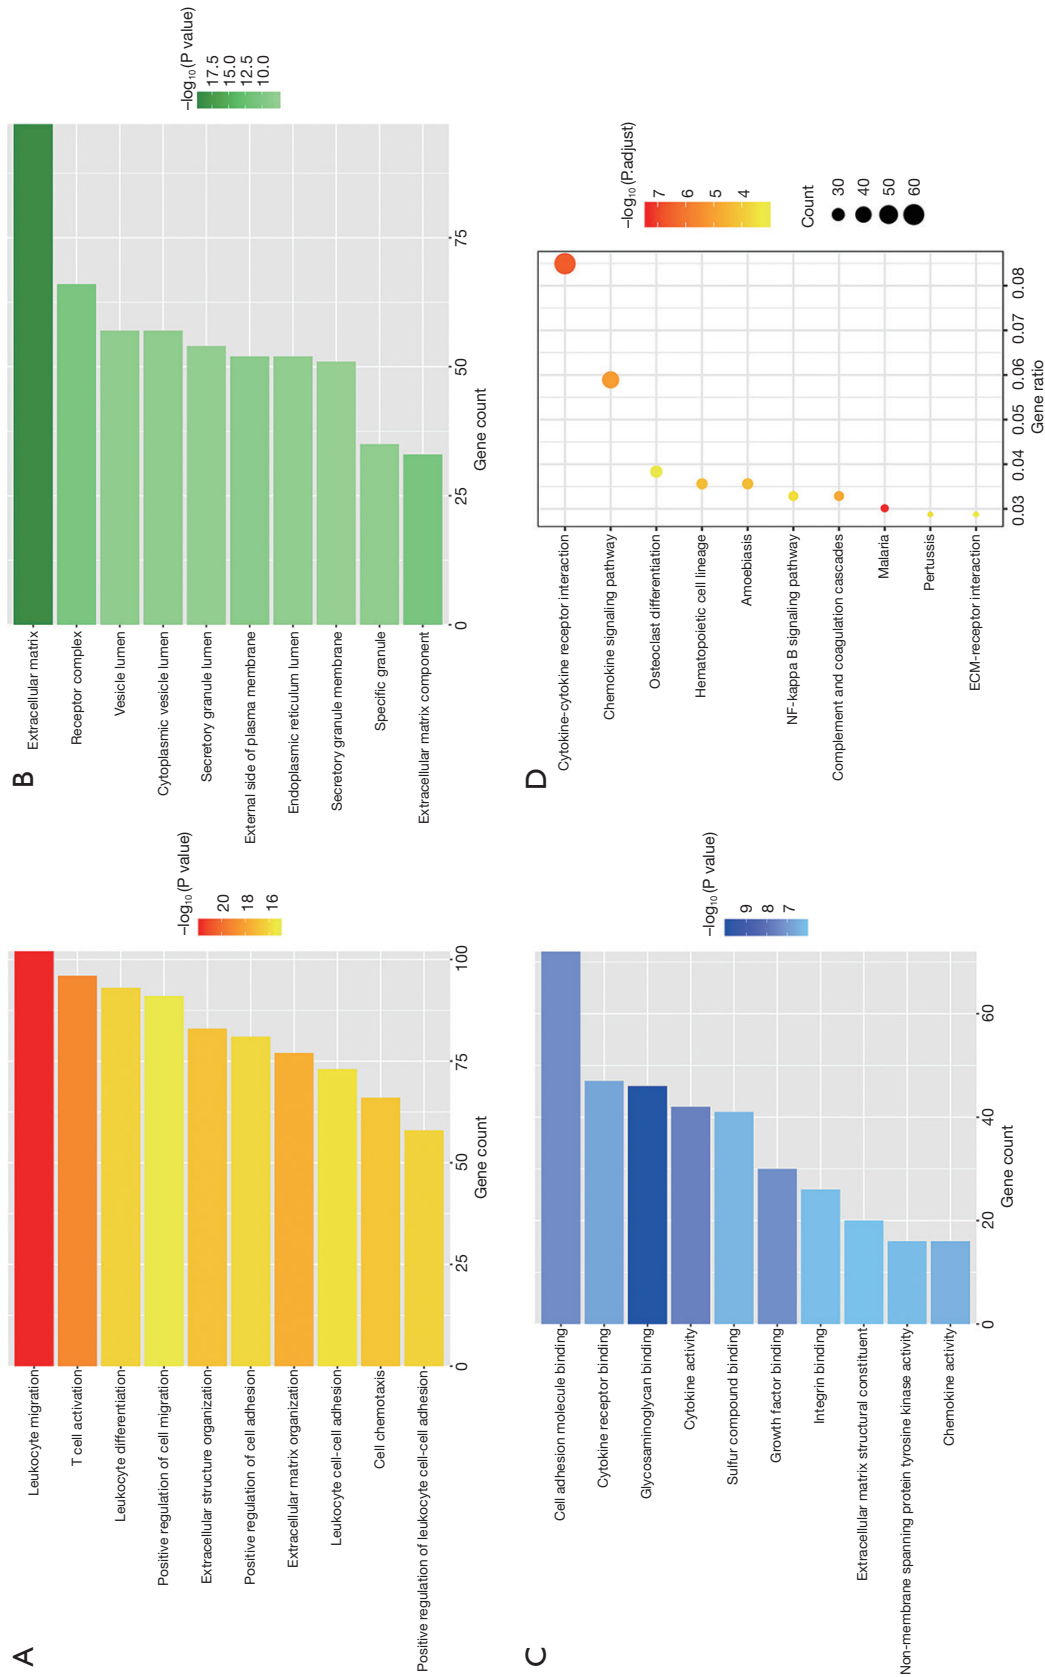 A
Leukocyte migration
T cell activation
Leukocyte differentiation
Positive regulation of cell migration
Extracellular structure organization
Positive regulation of cell adhesion
Extracellular matrix organization
Leukocyte cell-cell adhesion
Cell chemotaxis
Positive regulation of leukocyte cell-cell adhesion
0 25 50 75 100
Gene count
–log₁₀(P value)
20
18
16
B
Extracellular matrix
Receptor complex
Vesicle lumen
Cytoplasmic vesicle lumen
Secretory granule lumen
External side of plasma membrane
Endoplasmic reticulum lumen
Secretory granule membrane
Specific granule
Extracellular matrix component
0 25 50 75
Gene count
–log₁₀(P value)
17.5
15.0
12.5
10.0
C
Cell adhesion molecule binding
Cytokine receptor binding
Glycosaminoglycan binding
Cytokine activity
Sulfur compound binding
Growth factor binding
Integrin binding
Extracellular matrix structural constituent
Non-membrane spanning protein tyrosine kinase activity
Chemokine activity
0 20 40 60
Gene count
–log₁₀(P value)
9
8
7
D
Cytokine-cytokine receptor interaction
Chemokine signaling pathway
Osteoclast differentiation
Hematopoietic cell lineage
Amoebiasis
NF-kappa B signaling pathway
Complement and coagulation cascades
Malaria
Pertussis
ECM-receptor interaction
0.03 0.04 0.05 0.06 0.07 0.08
Gene ratio
–log₁₀(P.adjust)
7
6
5
4
Count
30
40
50
60